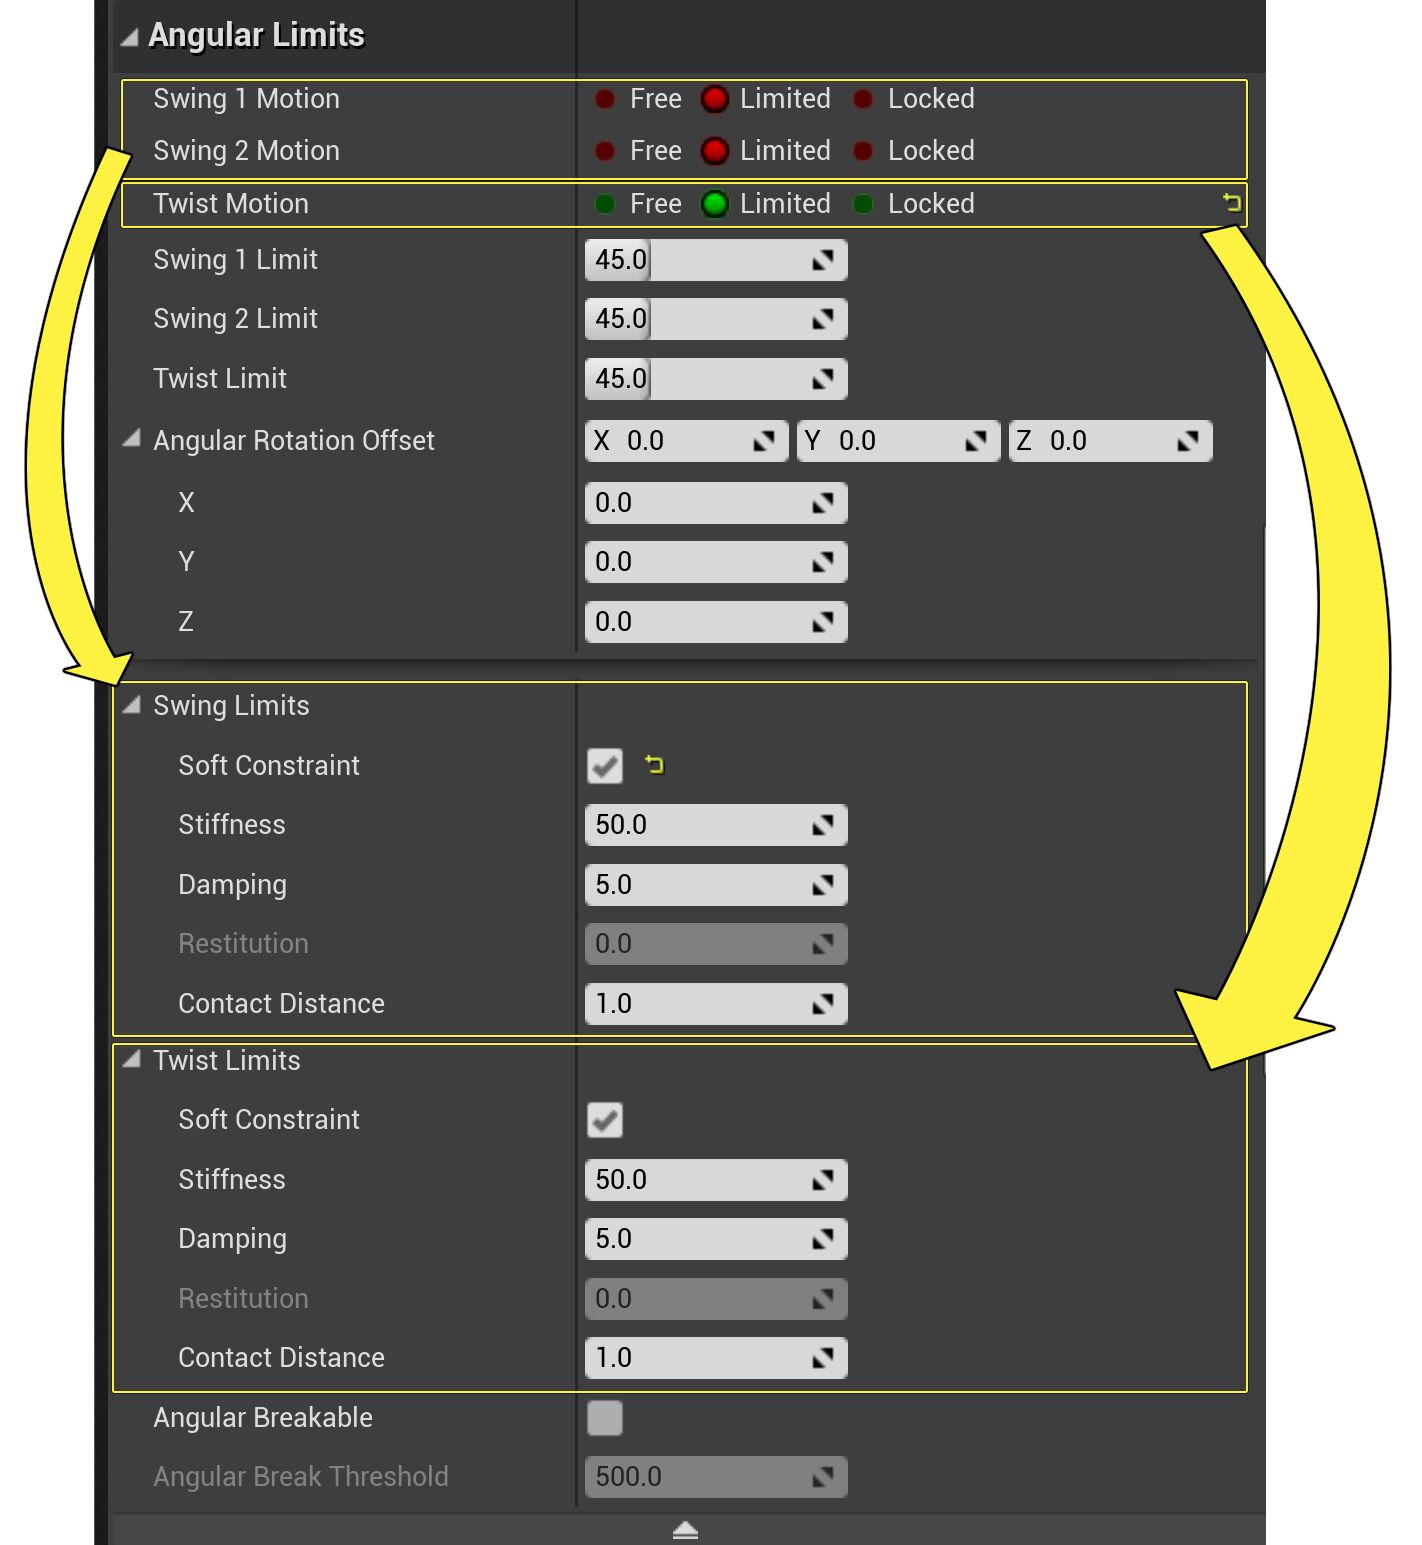 Angular Limits
Swing 1 Motion Free Limited Locked
Swing 2 Motion Free Limited Locked
Twist Motion Free Limited Locked
Swing 1 Limit 45.0
Swing 2 Limit 45.0
Twist Limit 45.0
Angular Rotation Offset X 0.0 Y 0.0 Z 0.0
X 0.0
Y 0.0
Z 0.0
Swing Limits
Soft Constraint
Stiffness 50.0
Damping 5.0
Restitution 0.0
Contact Distance 1.0
Twist Limits
Soft Constraint
Stiffness 50.0
Damping 5.0
Restitution 0.0
Contact Distance 1.0
Angular Breakable
Angular Break Threshold 500.0